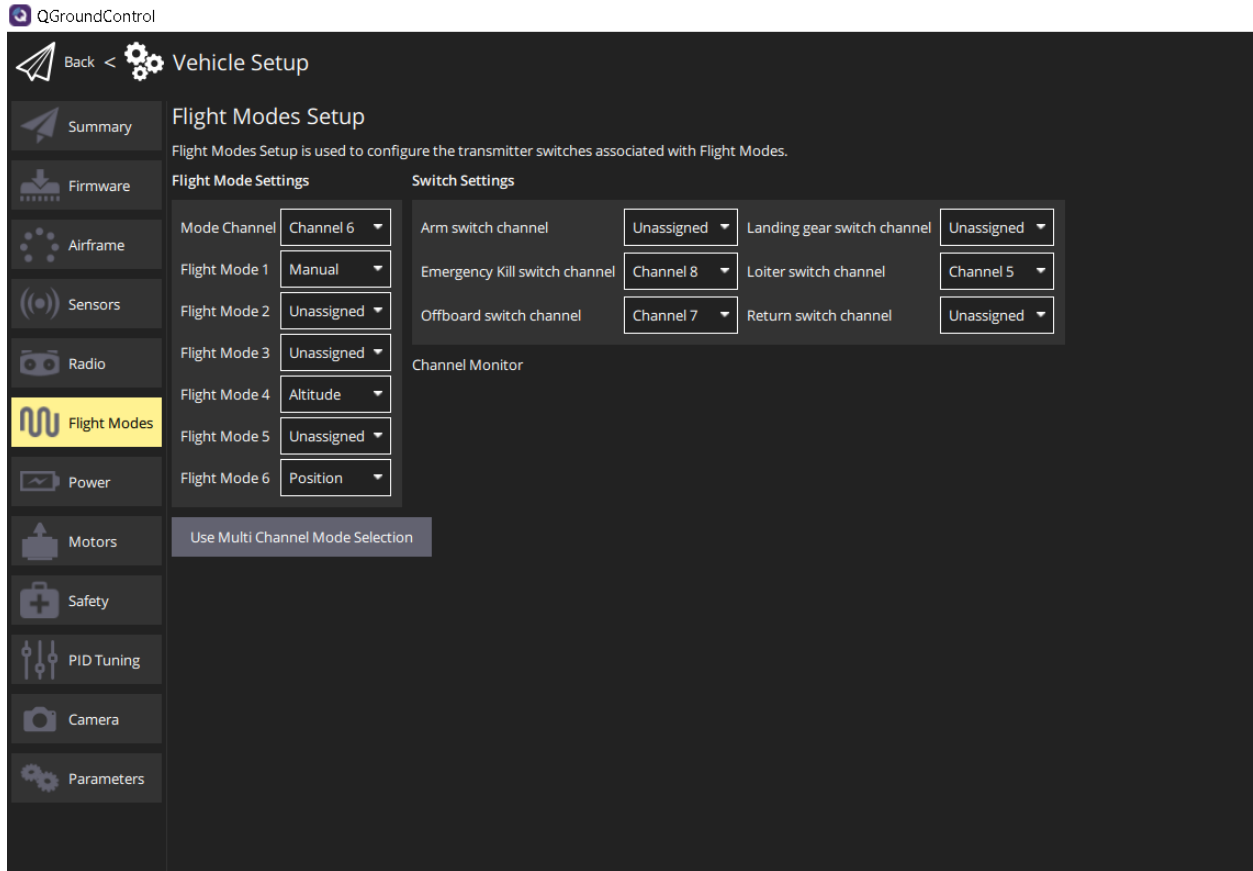 QGroundControl
Back < Vehicle Setup
Summary
Firmware
Airframe
Sensors
Radio
Flight Modes
Power
Motors
Safety
PID Tuning
Camera
Parameters
Flight Modes Setup
Flight Modes Setup is used to configure the transmitter switches associated with Flight Modes.
Flight Mode Settings
Mode Channel Channel 6
Flight Mode 1 Manual
Flight Mode 2 Unassigned
Flight Mode 3 Unassigned
Flight Mode 4 Altitude
Flight Mode 5 Unassigned
Flight Mode 6 Position
Use Multi Channel Mode Selection
Switch Settings
Arm switch channel Unassigned Landing gear switch channel Unassigned
Emergency Kill switch channel Channel 8 Loiter switch channel Channel 5
Offboard switch channel Channel 7 Return switch channel Unassigned
Channel Monitor